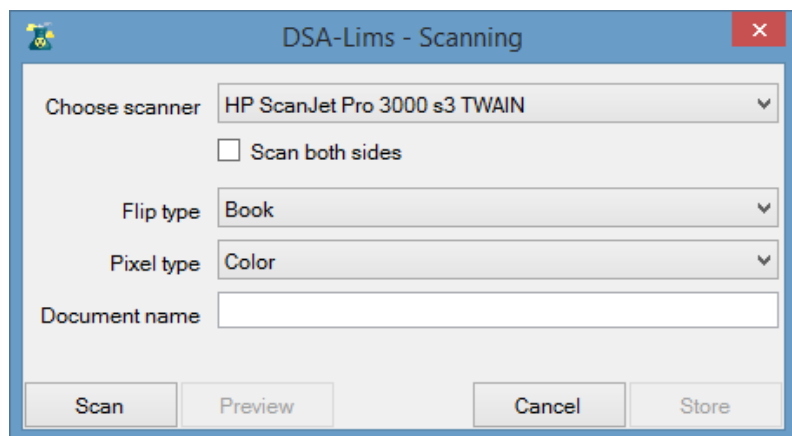 DSA-Lims - Scanning
Choose scanner HP ScanJet Pro 3000 s3 TWAIN
Scan both sides
Flip type Book
Pixel type Color
Document name
Scan Preview Cancel Store